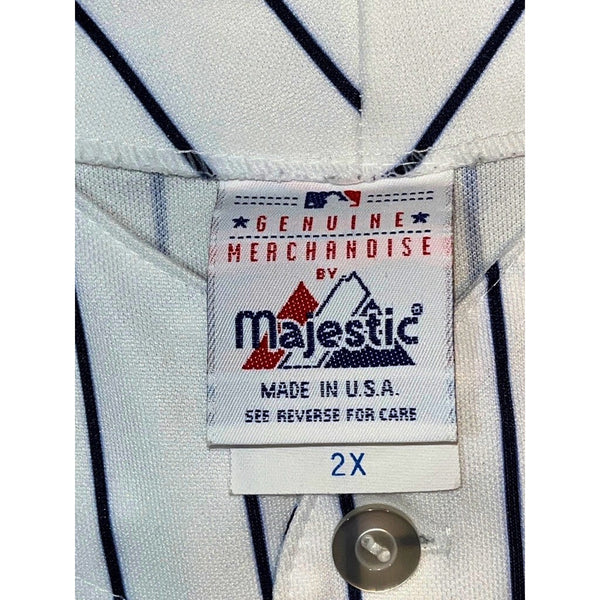 GENUINE
MERCHANDISE
BY
Majestic®
MADE IN U.S.A.
SEE REVERSE FOR CARE
2X